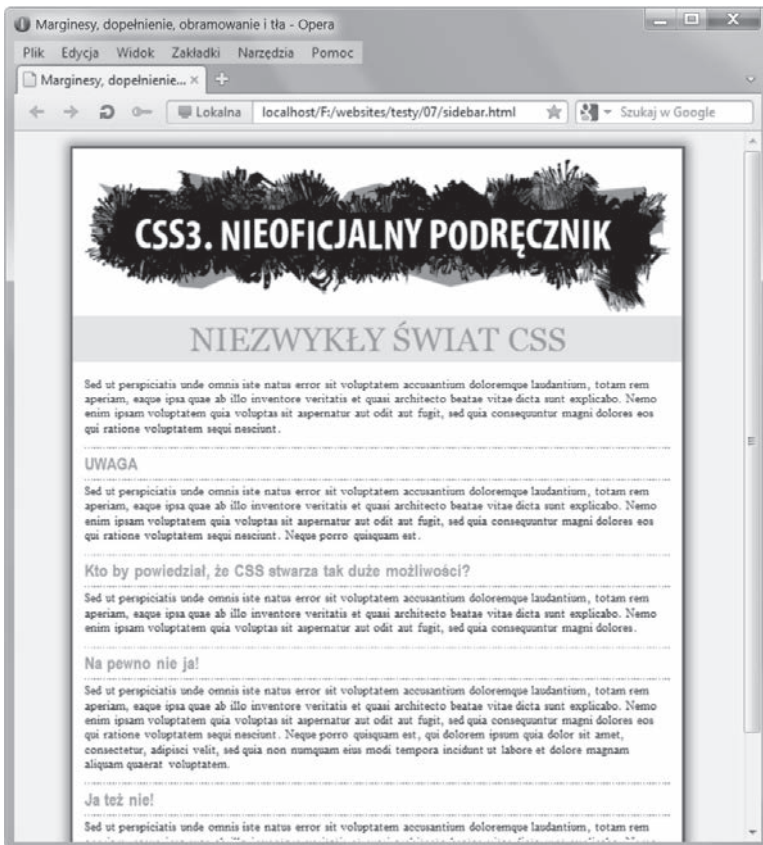 Marginesy, dopełnienie, obramowanie i tła - Opera
Plik Edycja Widok Zakładki Narzędzia Pomoc
Marginesy, dopełnienie...
Lokalna localhost/F:/websites/testy/07/sidebar.html Szukaj w Google
CSS3. NIEOFICJALNY PODRĘCZNIK
NIEZWYKŁY ŚWIAT CSS
Sed ut perspiciatis unde omnis iste natus error sit voluptatem accusantium doloremque laudantium, totam rem
aperiam, eaque ipsa quae ab illo inventore veritatis et quasi architecto beatae vitae dicta sunt explicabo. Nemo
enim ipsam voluptatem quia voluptas sit aspernatur aut odit aut fugit, sed quia consequuntur magni dolores eos
qui ratione voluptatem sequi nesciunt.
UWAGA
Sed ut perspiciatis unde omnis iste natus error sit voluptatem accusantium doloremque laudantium, totam rem
aperiam, eaque ipsa quae ab illo inventore veritatis et quasi architecto beatae vitae dicta sunt explicabo. Nemo
enim ipsam voluptatem quia voluptas sit aspernatur aut odit aut fugit, sed quia consequuntur magni dolores eos
qui ratione voluptatem sequi nesciunt. Neque porro quisquam est.
Kto by powiedział, że CSS stwarza tak duże możliwości?
Sed ut perspiciatis unde omnis iste natus error sit voluptatem accusantium doloremque laudantium, totam rem
aperiam, eaque ipsa quae ab illo inventore veritatis et quasi architecto beatae vitae dicta sunt explicabo. Nemo
enim ipsam voluptatem quia voluptas sit aspernatur aut odit aut fugit, sed quia consequuntur magni dolores.
Na pewno nie ja!
Sed ut perspiciatis unde omnis iste natus error sit voluptatem accusantium doloremque laudantium, totam rem
aperiam, eaque ipsa quae ab illo inventore veritatis et quasi architecto beatae vitae dicta sunt explicabo. Nemo
enim ipsam voluptatem quia voluptas sit aspernatur aut odit aut fugit, sed quia consequuntur magni dolores eos
qui ratione voluptatem sequi nesciunt. Neque porro quisquam est, qui dolorem ipsum quia dolor sit amet,
consectetur, adipisci velit, sed quia non numquam eius modi tempora incidunt ut labore et dolore magnam
aliquam quaerat voluptatem.
Ja też nie!
Sed ut perspiciatis unde omnis iste natus error sit voluptatem accusantium doloremque laudantium, totam rem